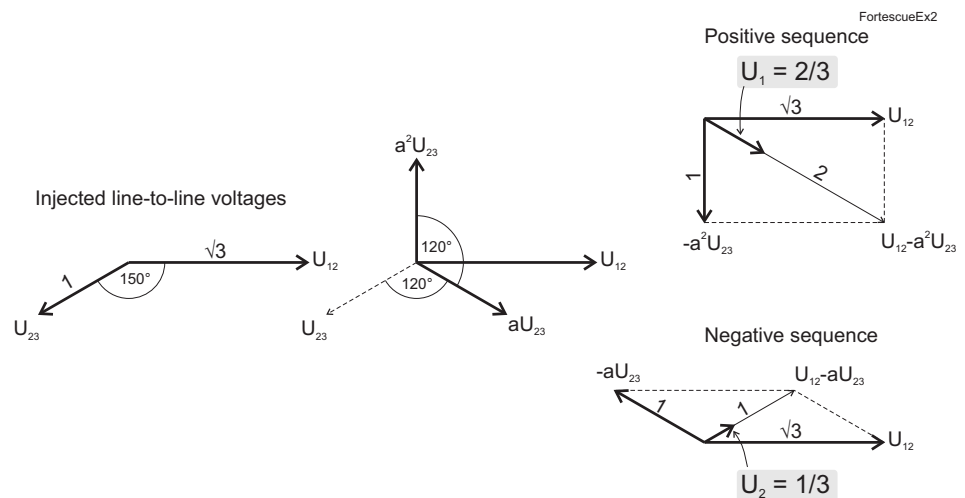 FortescueEx2
Positive sequence
U₁ = 2/3
√3
U₁₂
1
2
-a²U₂₃
U₁₂-a²U₂₃
Injected line-to-line voltages
√3
U₁₂
1
150°
U₂₃
a²U₂₃
120°
U₁₂
120°
U₂₃
aU₂₃
Negative sequence
-aU₂₃
U₁₂-aU₂₃
1
1
√3
U₁₂
U₂ = 1/3